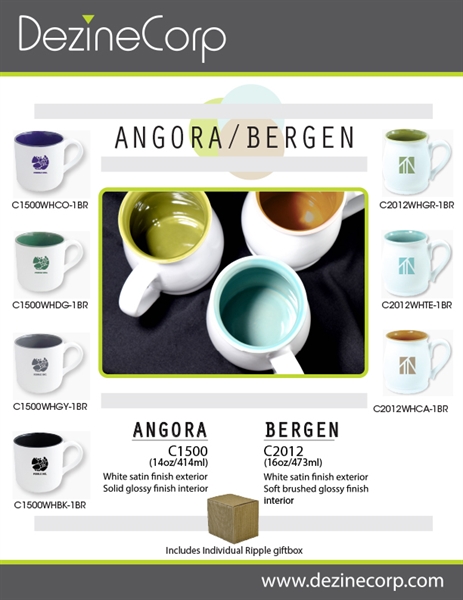 DezineCorp
ANGORA/BERGEN
C1500WHCO-1BR
C1500WHDG-1BR
C1500WHGY-1BR
C1500WHBK-1BR
C2012WHGR-1BR
C2012WHTE-1BR
C2012WHCA-1BR
ANGORA
C1500
(14oz/414ml)
White satin finish exterior
Solid glossy finish interior
BERGEN
C2012
(16oz/473ml)
White satin finish exterior
Soft brushed glossy finish
interior
Includes Individual Ripple giftbox
www.dezinecorp.com